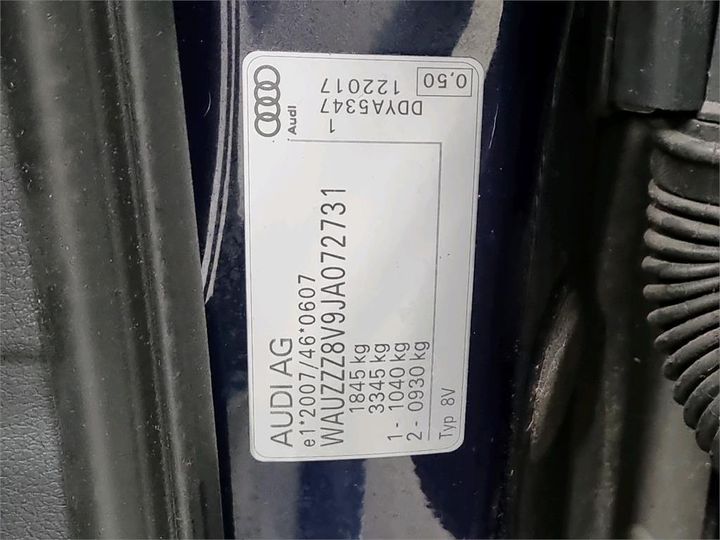 AUDI AG
e1*2007/46*0607
WAUZZZ8V9JA072731
1845 kg
3345 kg
1 - 1040 kg
2 - 0930 kg
Typ 8V
Audi
1
DDYA5347
122017
0,50